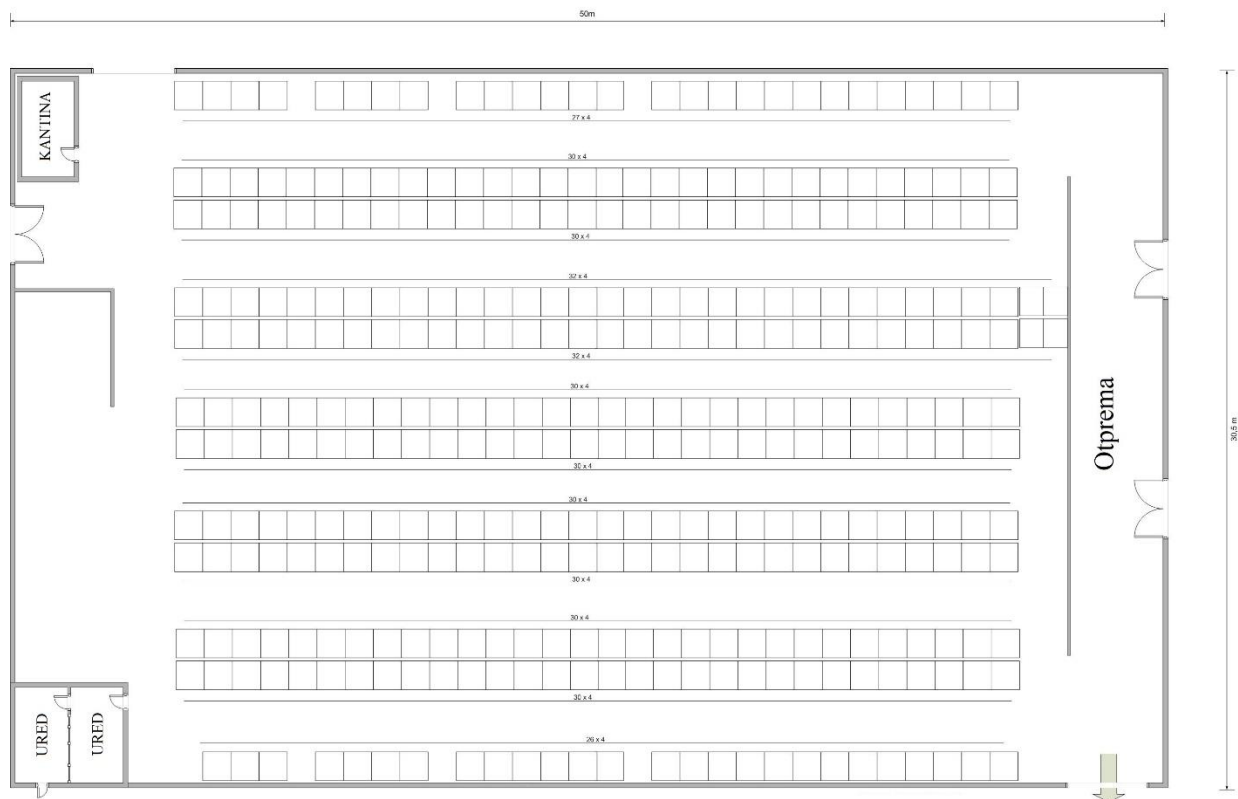 50m
KANTINA
27 x 4
30 x 4
30 x 4
32 x 4
32 x 4
30 x 4
30 x 4
30 x 4
30 x 4
30 x 4
30 x 4
26 x 4
Otprema
30,5 m
URED
URED